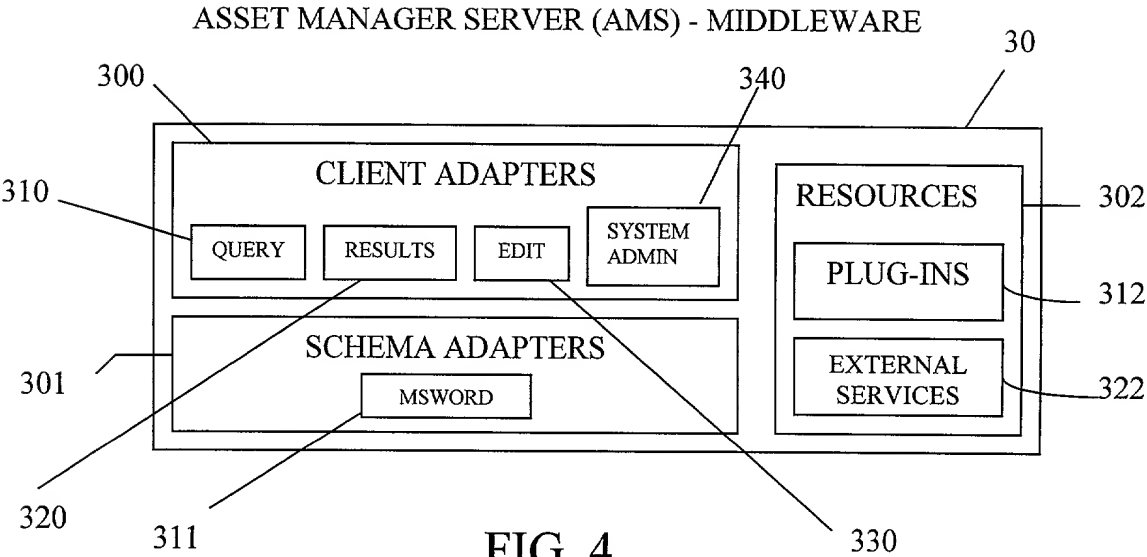 ASSET MANAGER SERVER (AMS) - MIDDLEWARE
30
300
340
CLIENT ADAPTERS
310
QUERY
RESULTS
EDIT
SYSTEM
ADMIN
RESOURCES
302
PLUG-INS
312
EXTERNAL
SERVICES
322
SCHEMA ADAPTERS
301
MSWORD
320
311
330
FIG. 4